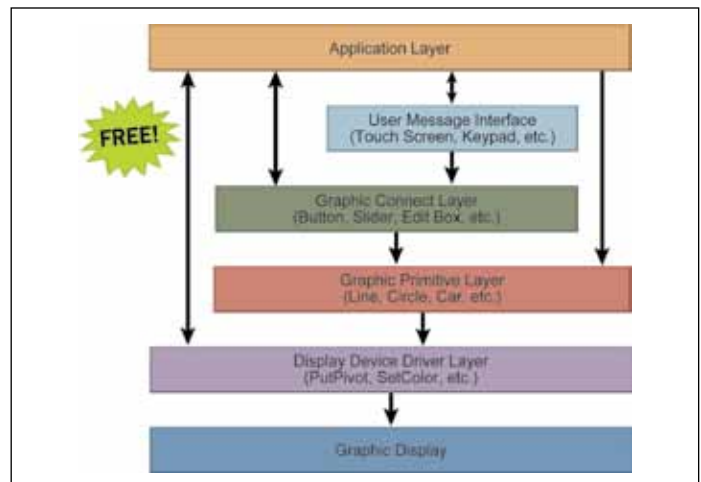 Application Layer
FREE!
User Message Interface
(Touch Screen, Keypad, etc.)
Graphic Connect Layer
(Button, Slider, Edit Box, etc.)
Graphic Primitive Layer
(Line, Circle, Car, etc.)
Display Device Driver Layer
(PutPivot, SetColor, etc.)
Graphic Display